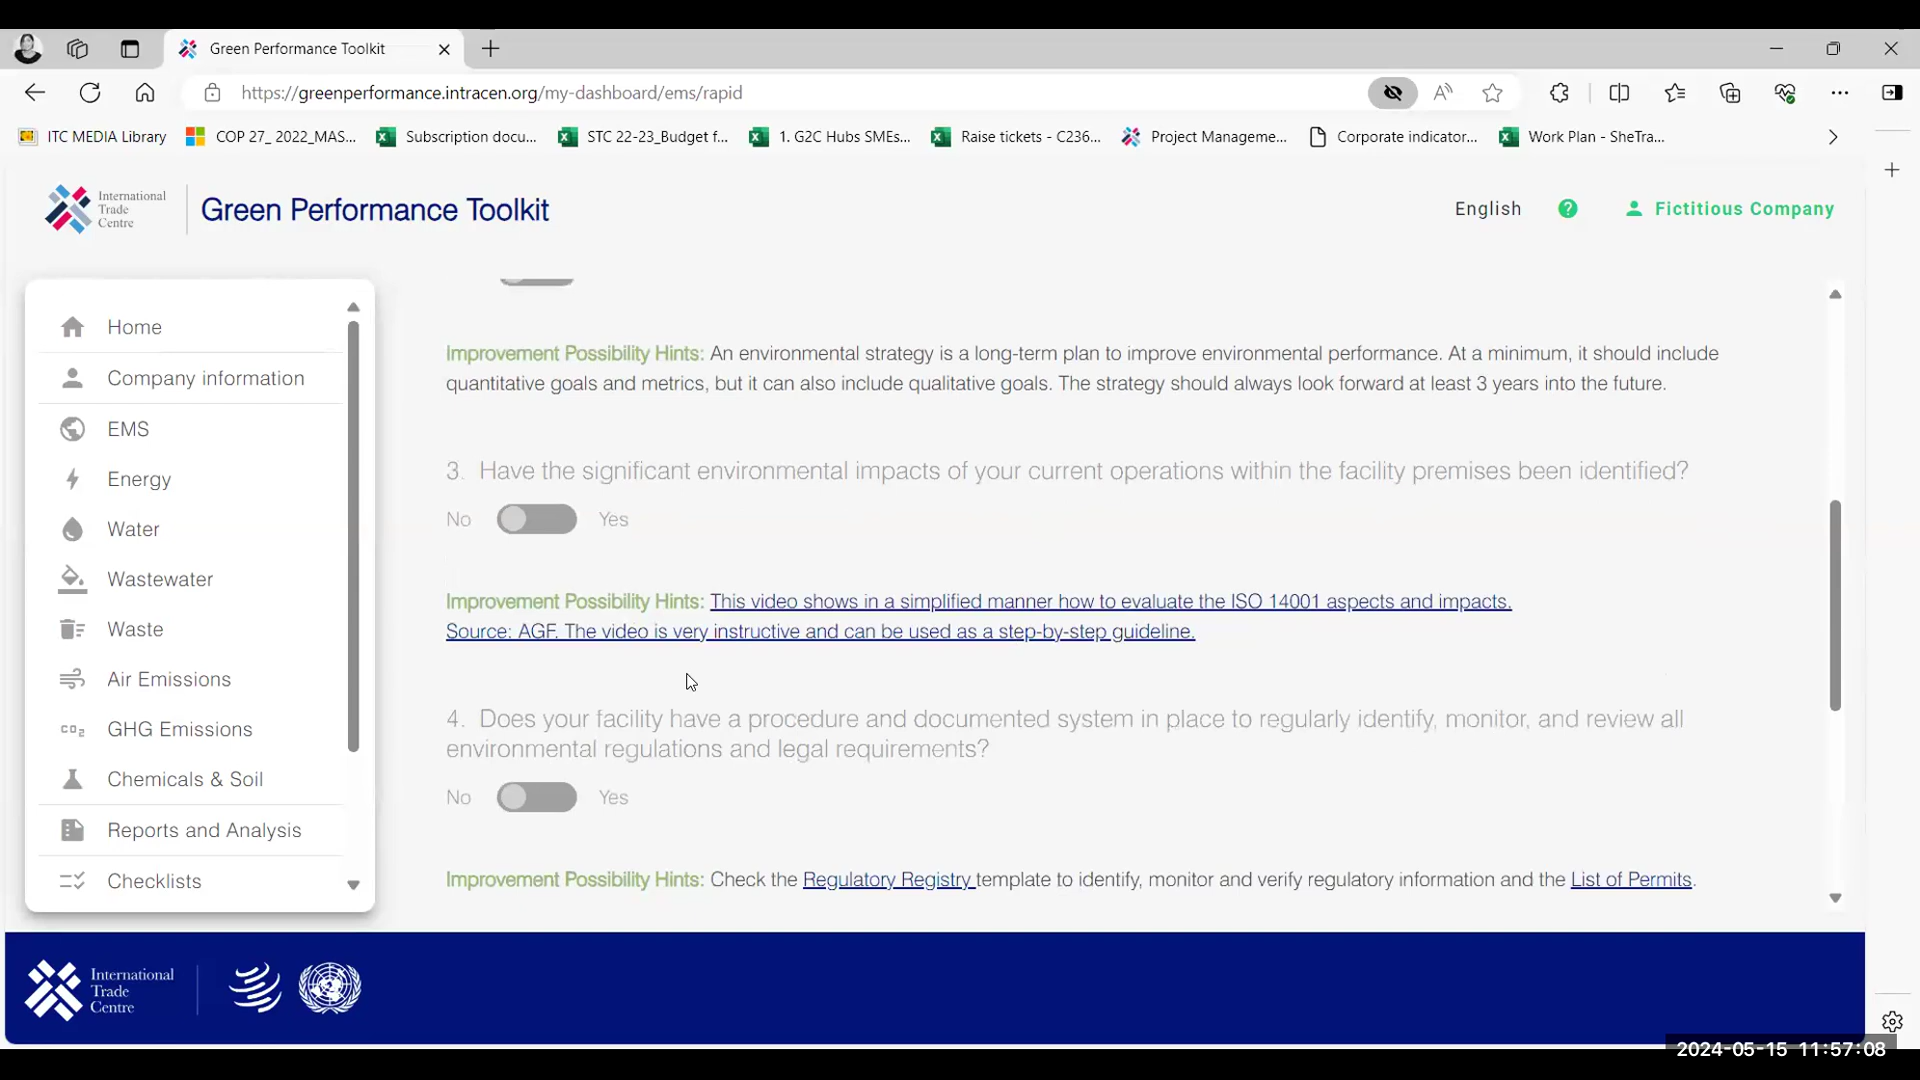 Green Performance Toolkit
https://greenperformance.intracen.org/my-dashboard/ems/rapid
ITC MEDIA Library
COP 27_ 2022_MAS...
Subscription docu...
STC 22-23_Budget f...
1. G2C Hubs SMEs...
Raise tickets - C236...
Project Manageme...
Corporate indicator...
Work Plan - SheTra...
International
Trade
Centre
Green Performance Toolkit
English
Fictitious Company
Home
Company information
EMS
Energy
Water
Wastewater
Waste
Air Emissions
CO2 GHG Emissions
Chemicals & Soil
Reports and Analysis
Checklists
Improvement Possibility Hints: An environmental strategy is a long-term plan to improve environmental performance. At a minimum, it should include
quantitative goals and metrics, but it can also include qualitative goals. The strategy should always look forward at least 3 years into the future.
3. Have the significant environmental impacts of your current operations within the facility premises been identified?
No Yes
Improvement Possibility Hints: This video shows in a simplified manner how to evaluate the ISO 14001 aspects and impacts.
Source: AGF. The video is very instructive and can be used as a step-by-step guideline.
4. Does your facility have a procedure and documented system in place to regularly identify, monitor, and review all
environmental regulations and legal requirements?
No Yes
Improvement Possibility Hints: Check the Regulatory Registry template to identify, monitor and verify regulatory information and the List of Permits.
International
Trade
Centre
2024-05-15 11:57:08